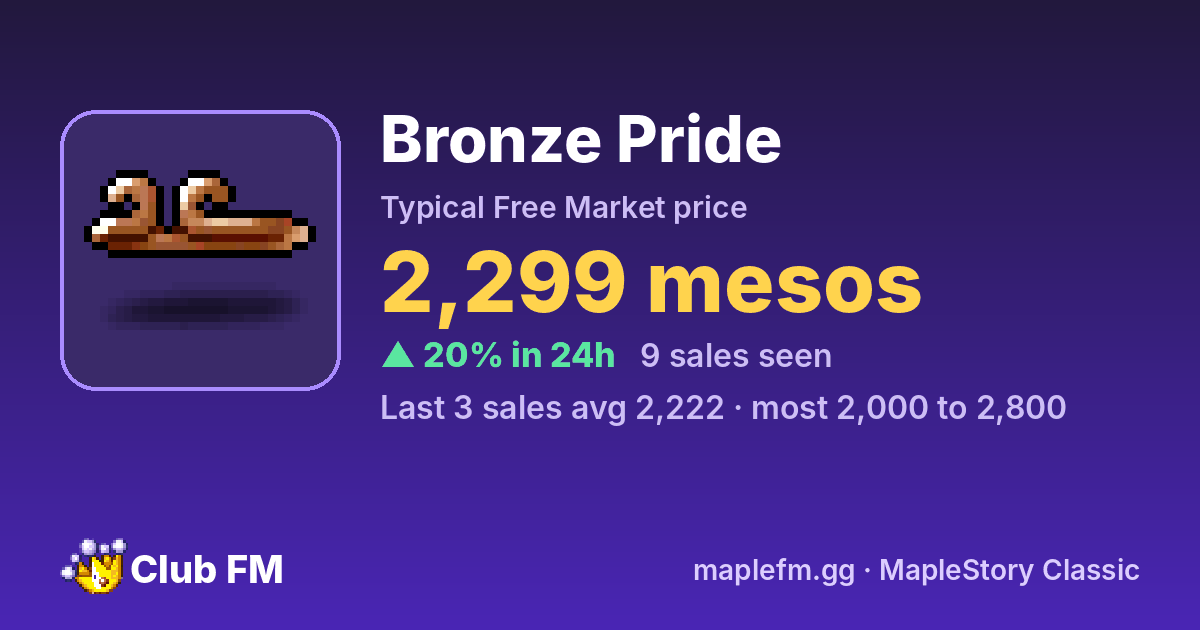 Bronze Pride
Typical Free Market price
2,299 mesos
▲ 20% in 24h 9 sales seen
Last 3 sales avg 2,222 · most 2,000 to 2,800
Club FM
maplefm.gg · MapleStory Classic